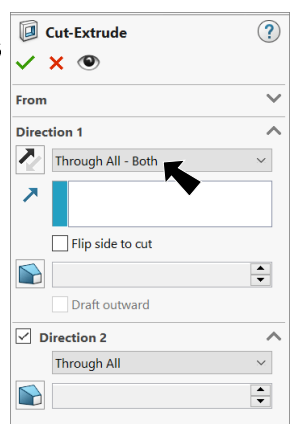 Cut-Extrude
?
From
Direction 1
Through All - Both
Flip side to cut
Draft outward
Direction 2
Through All